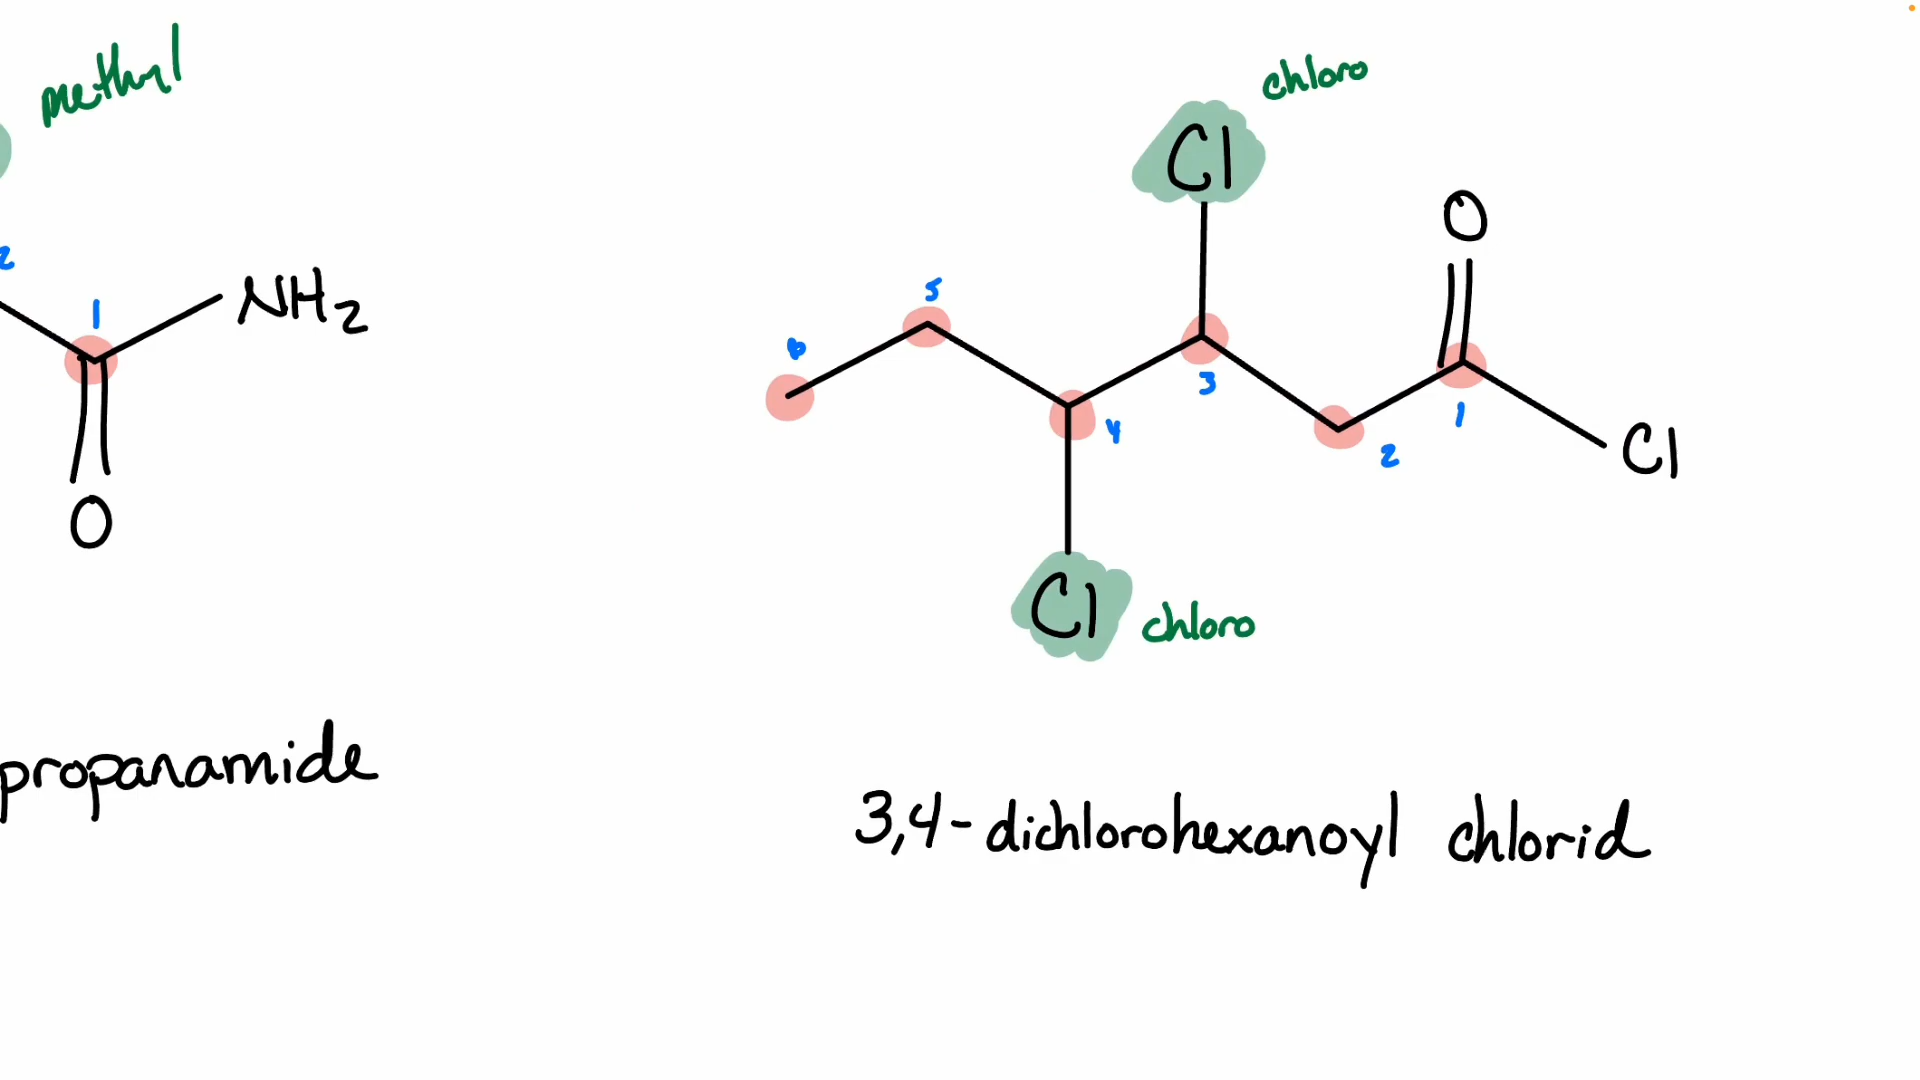 methyl
2
1
NH2
O
propanamide
chloro
Cl
O
5
6
3
4
1
2
Cl
Cl
chloro
3,4-dichlorohexanoyl chlorid